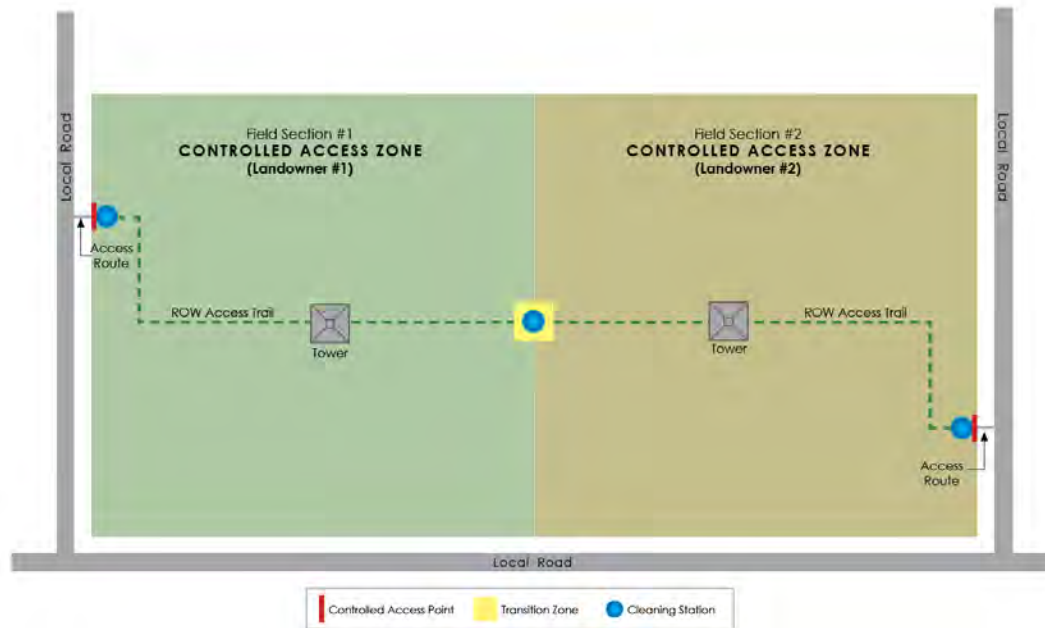 Local Road
Local Road
Field Section #1
CONTROLLED ACCESS ZONE
(Landowner #1)
Field Section #2
CONTROLLED ACCESS ZONE
(Landowner #2)
Access
Route
ROW Access Trail
Tower
ROW Access Trail
Tower
Access
Route
Local Road
Controlled Access Point
Transition Zone
Cleaning Station